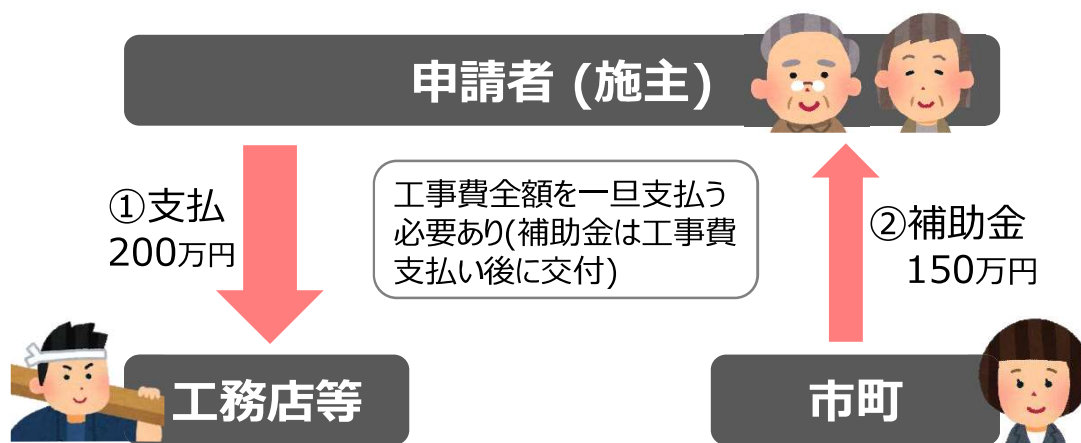 申請者 (施主)
①支払
200万円
工事費全額を一旦支払う
必要あり(補助金は工事費
支払い後に交付)
②補助金
150万円
工務店等
市町